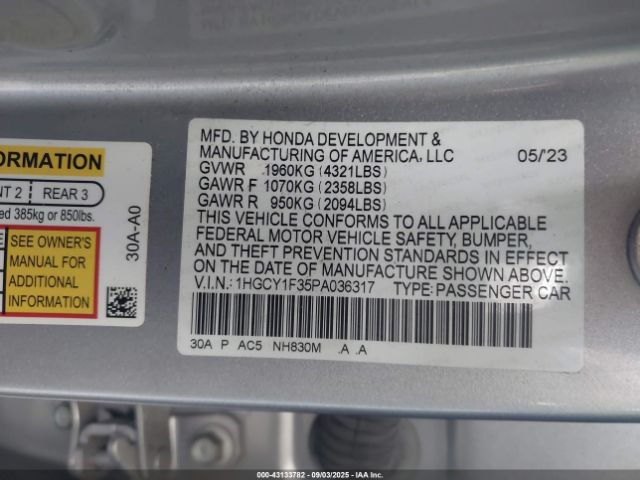 MFD. BY HONDA DEVELOPMENT &
MANUFACTURING OF AMERICA, LLC 05/'23
GVWR 1960KG (4321LBS)
GAWR F 1070KG (2358LBS)
GAWR R 950KG (2094LBS)
THIS VEHICLE CONFORMS TO ALL APPLICABLE
FEDERAL MOTOR VEHICLE SAFETY, BUMPER,
AND THEFT PREVENTION STANDARDS IN EFFECT
ON THE DATE OF MANUFACTURE SHOWN ABOVE.
V.I.N.: 1HGCY1F35PA036317 TYPE: PASSENGER CAR
30A P AC5 NH830M .A .A
FORMATION
NT 2 REAR 3
ed 385kg or 850lbs.
SEE OWNER'S
MANUAL FOR
ADDITIONAL
INFORMATION
30A-A0
000-43133782 - 09/03/2025 - IAAI.COM